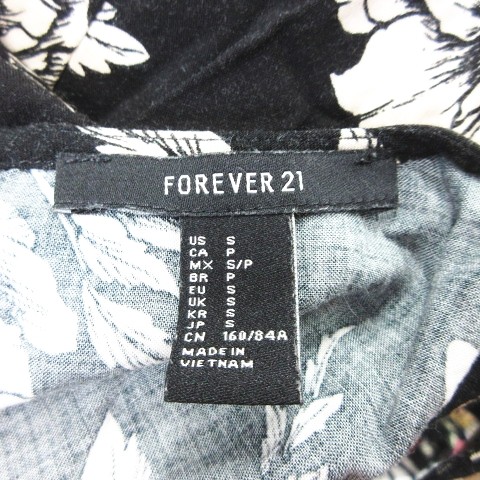 FOREVER 21
US S
CA P
MX S/P
BR P
EU S
UK S
KR S
JP S
CN 160/84A
MADE IN
VIETNAM